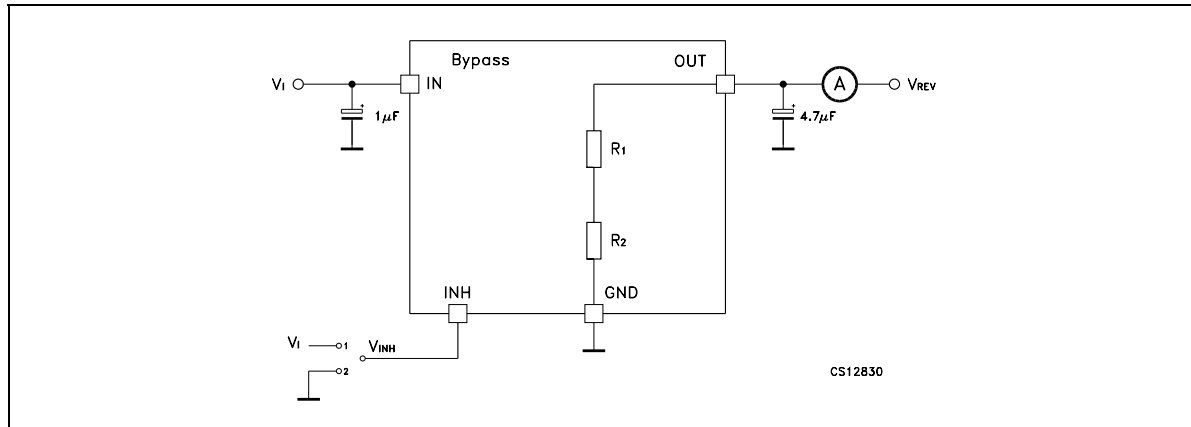 Bypass
OUT
VI
IN
A
VREV
+
1µF
+
4.7µF
R1
R2
INH
GND
VI
1
VINH
2
CS12830